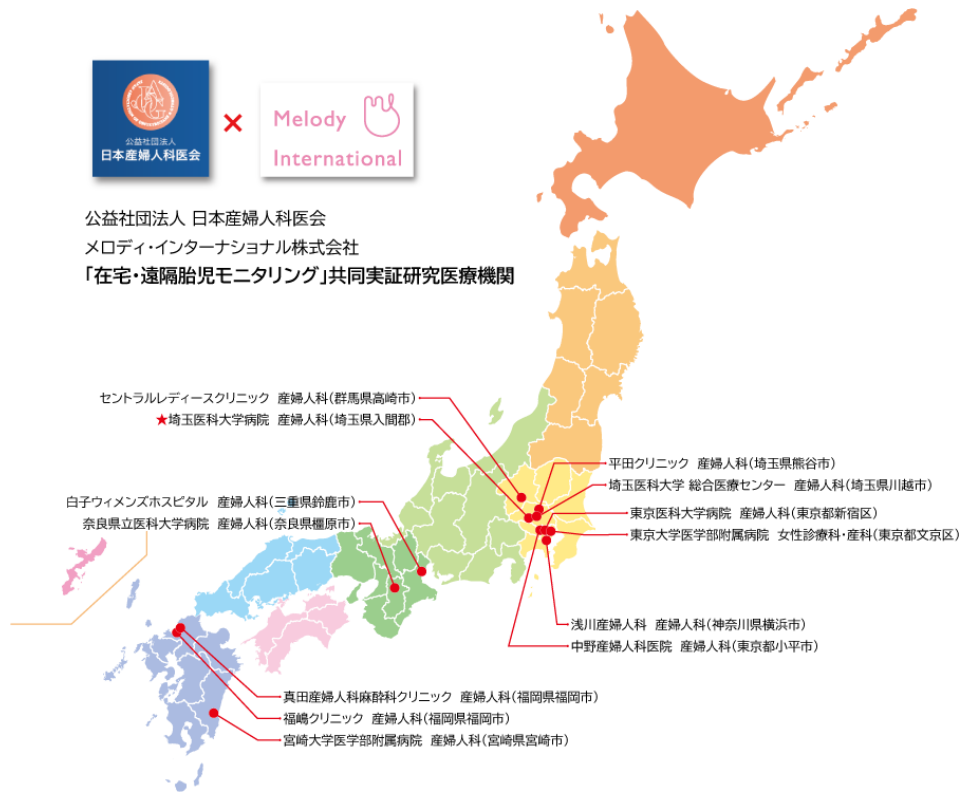 公益社団法人
日本産婦人科医会
×
Melody
International
公益社団法人 日本産婦人科医会
メロディ・インターナショナル株式会社
「在宅・遠隔胎児モニタリング」共同実証研究医療機関
セントラルレディースクリニック 産婦人科(群馬県高崎市)
★埼玉医科大学病院 産婦人科(埼玉県入間郡)
平田クリニック 産婦人科(埼玉県熊谷市)
埼玉医科大学 総合医療センター 産婦人科(埼玉県川越市)
白子ウィメンズホスピタル 産婦人科(三重県鈴鹿市)
東京医科大学病院 産婦人科(東京都新宿区)
奈良県立医科大学病院 産婦人科(奈良県橿原市)
東京大学医学部附属病院 女性診療科・産科(東京都文京区)
浅川産婦人科 産婦人科(神奈川県横浜市)
中野産婦人科医院 産婦人科(東京都小平市)
真田産婦人科麻酔科クリニック 産婦人科(福岡県福岡市)
福嶋クリニック 産婦人科(福岡県福岡市)
宮崎大学医学部附属病院 産婦人科(宮崎県宮崎市)